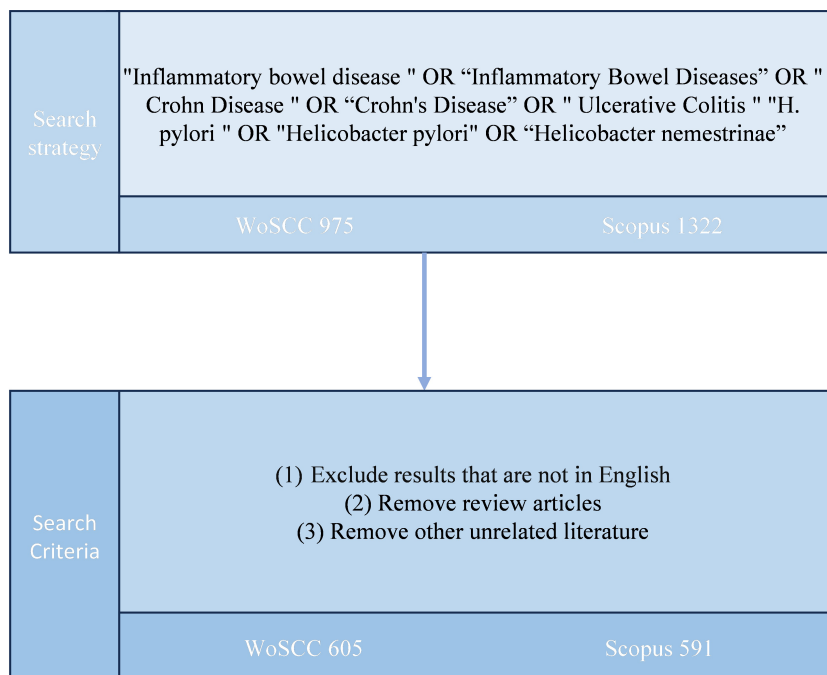 Search
strategy
"Inflammatory bowel disease " OR “Inflammatory Bowel Diseases” OR "
Crohn Disease " OR “Crohn's Disease” OR " Ulcerative Colitis " "H.
pylori " OR "Helicobacter pylori" OR “Helicobacter nemestrinae”
WoSCC 975
Scopus 1322
Search
Criteria
(1) Exclude results that are not in English
(2) Remove review articles
(3) Remove other unrelated literature
WoSCC 605
Scopus 591